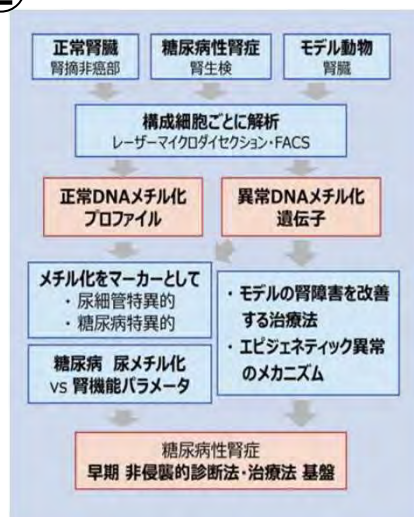 正常腎臓
腎摘非癌部
糖尿病性腎症
腎生検
モデル動物
腎臓
構成細胞ごとに解析
レーザーマイクロダイセクション・FACS
正常DNAメチル化
プロファイル
異常DNAメチル化
遺伝子
メチル化をマーカーとして
・尿細管特異的
・糖尿病特異的
・モデルの腎障害を改善
する治療法
・エピジェネティック異常
のメカニズム
糖尿病 尿メチル化
vs 腎機能パラメータ
糖尿病性腎症
早期 非侵襲的診断法・治療法 基盤